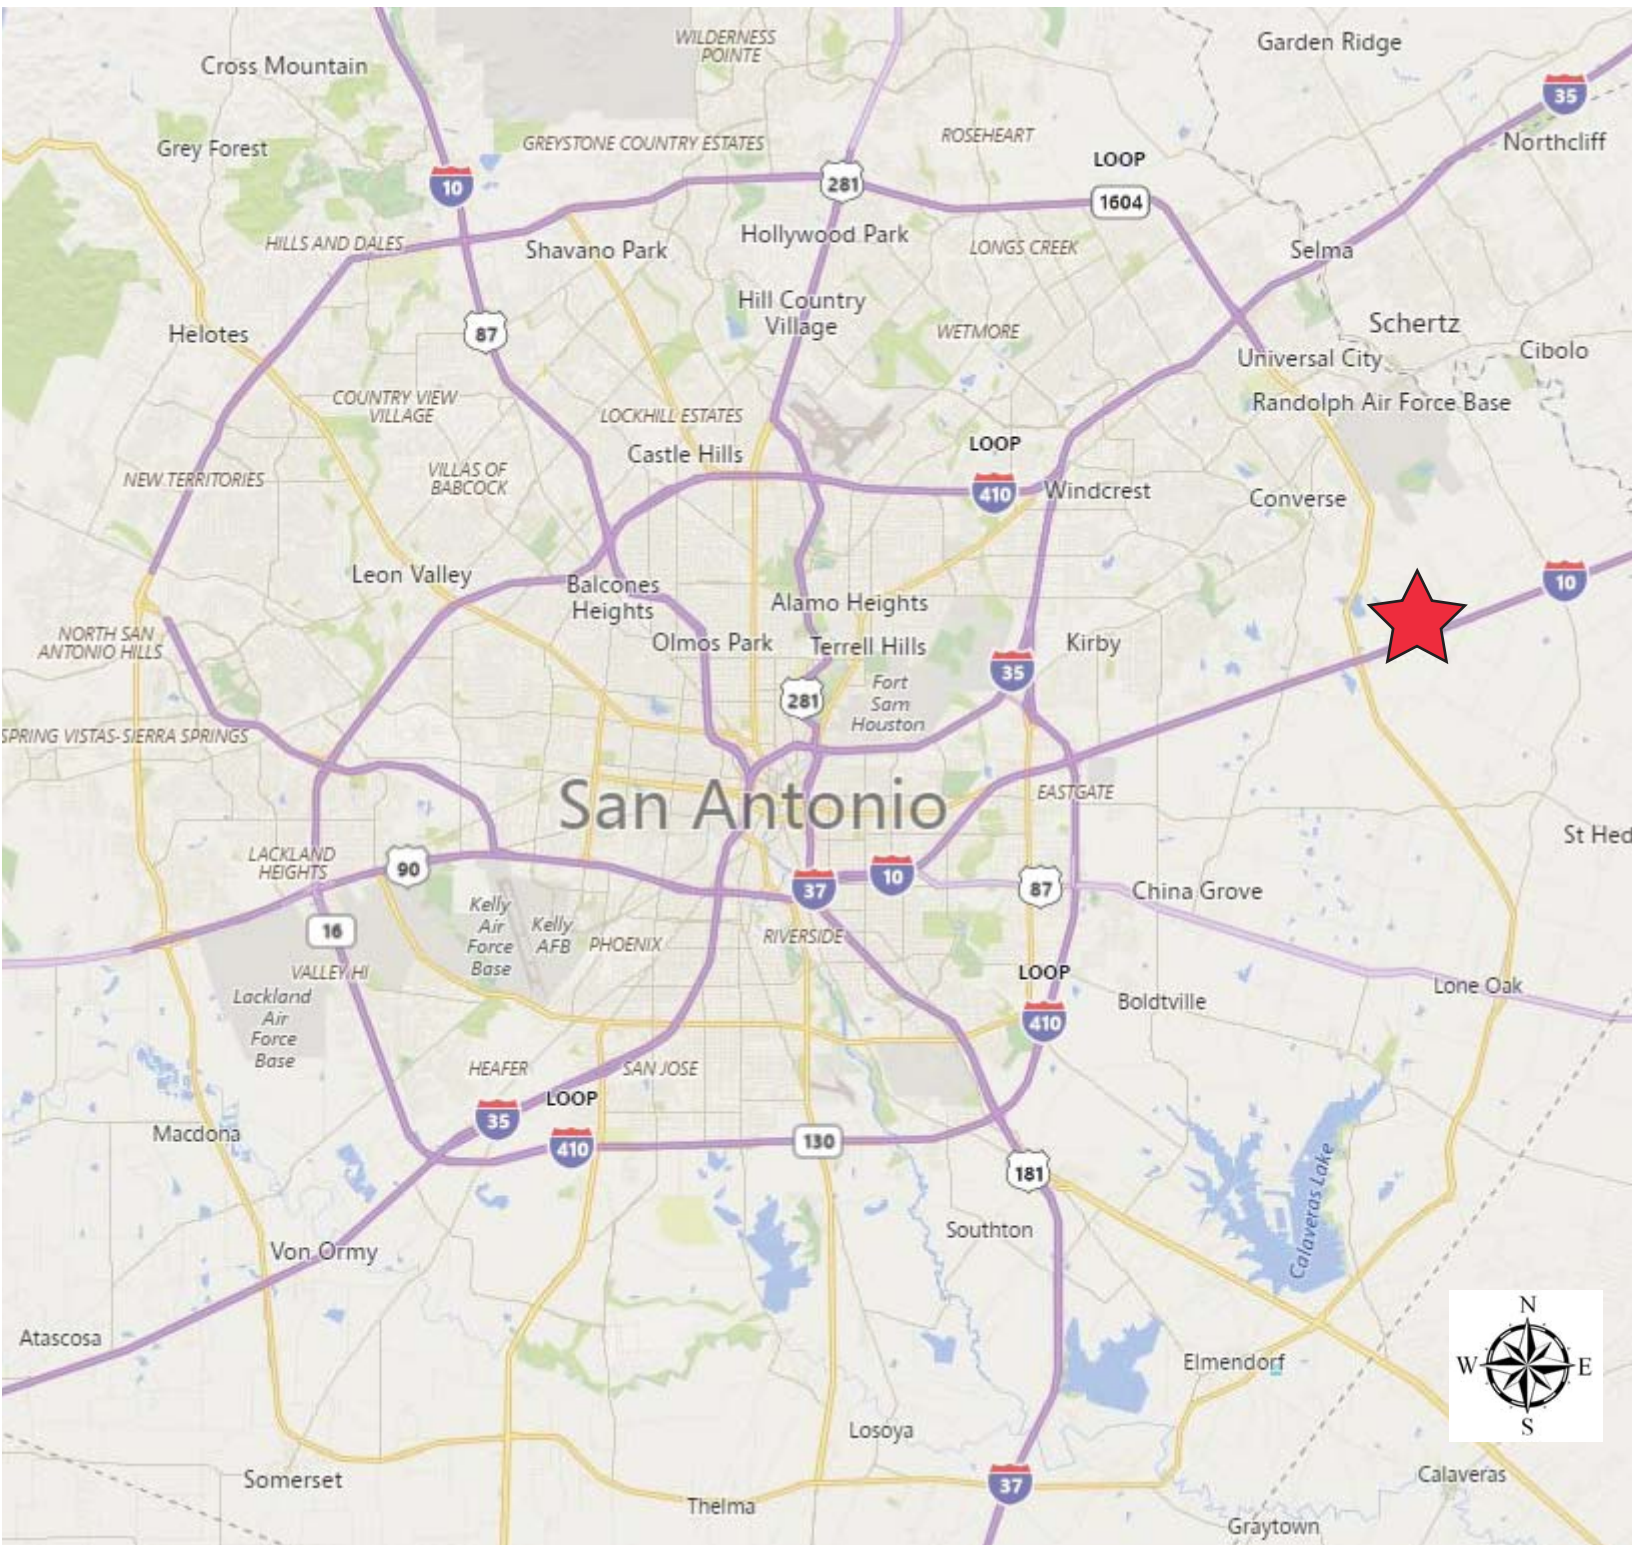 WILDERNESS
POINTE
Garden Ridge
Cross Mountain
35
Northcliff
ROSEHEART
GREYSTONE COUNTRY ESTATES
Grey Forest
LOOP
10
281
1604
Hollywood Park
HILLS AND DALES
Shavano Park
LONGS CREEK
Selma
Hill Country
Village
Schertz
87
WETMORE
Helotes
Universal City
Cibolo
COUNTRY VIEW
VILLAGE
LOCKHILL ESTATES
Randolph Air Force Base
LOOP
Castle Hills
VILLAS OF
BABCOCK
NEW TERRITORIES
410
Windcrest
Converse
Leon Valley
Balcones
Heights
10
Alamo Heights
NORTH SAN
ANTONIO HILLS
Olmos Park
Terrell Hills
Kirby
35
Fort
Sam
Houston
281
SPRING VISTAS-SIERRA SPRINGS
San Antonio
EASTGATE
St Hed
LACKLAND
HEIGHTS
90
37
10
87
China Grove
16
Kelly
Air
Force
Base
Kelly
AFB
PHOENIX
RIVERSIDE
VALLEY HI
LOOP
Lackland
Air
Force
Base
Boldtville
Lone Oak
410
HEAFER
SAN JOSE
LOOP
35
Macdona
410
130
181
Calaveras Lake
Southton
Von Ormy
Atascosa
N
W
E
S
Elmendorf
Losoya
Somerset
37
Calaveras
Thelma
Graytown